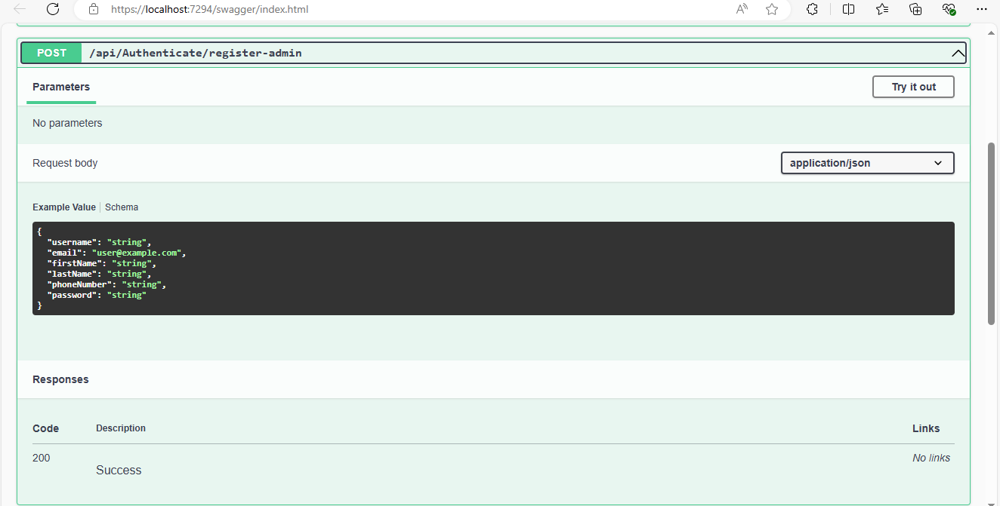 https://localhost:7294/swagger/index.html
POST /api/Authenticate/register-admin
Parameters
Try it out
No parameters
Request body
application/json
Example Value | Schema
{
  "username": "string",
  "email": "user@example.com",
  "firstName": "string",
  "lastName": "string",
  "phoneNumber": "string",
  "password": "string"
}
Responses
Code Description Links
200 Success No links